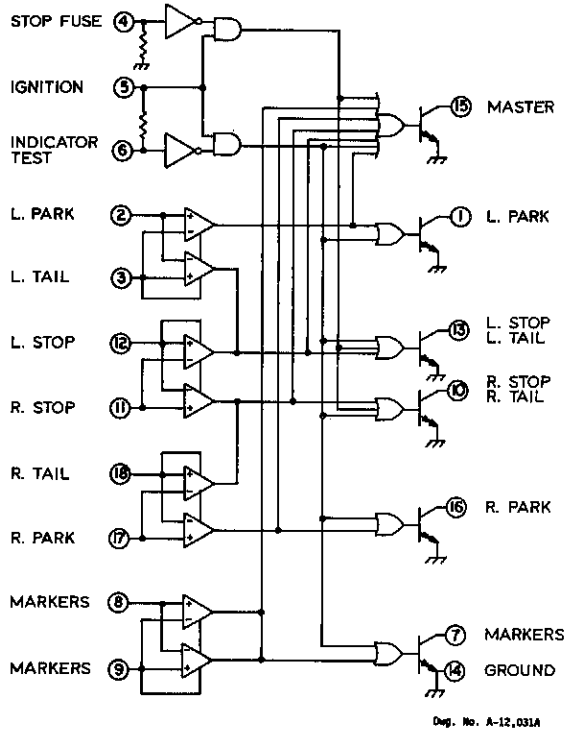 STOP FUSE 4
IGNITION 5
INDICATOR
TEST 6
15 MASTER
L. PARK 2
1 L. PARK
L. TAIL 3
L. STOP 12
13 L. STOP
L. TAIL
R. STOP 11
10 R. STOP
R. TAIL
R. TAIL 18
16 R. PARK
R. PARK 17
MARKERS 8
7 MARKERS
MARKERS 9
14 GROUND
+
−
−
+
+
−
−
+
+
−
−
+
+
−
−
+
Dwg. No. A-12,031A